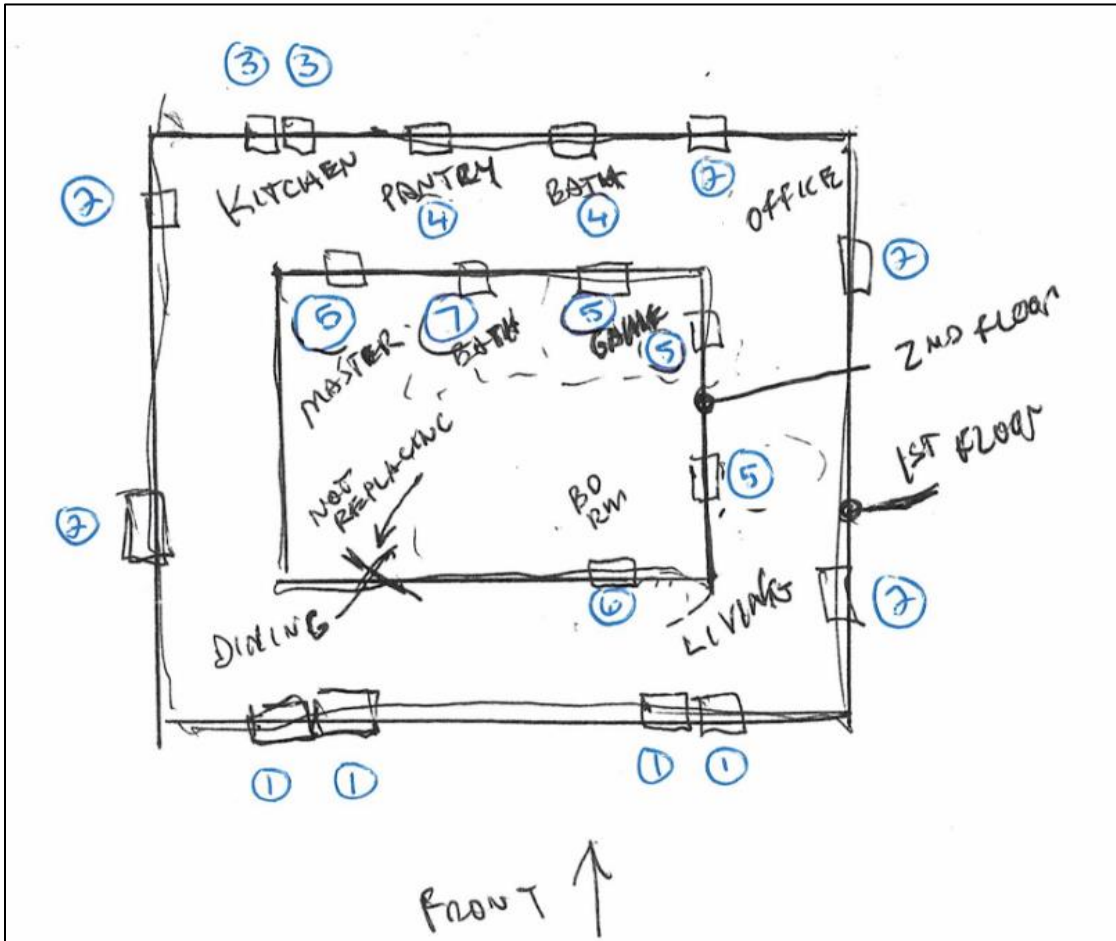 3 3
KITCHEN
PANTRY
BATH
2
OFFICE
2
4
4
2
5
7
5
MASTER
BATH
GAME
5
2ND FLOOR
NOT
REPLACING
BD
RM
5
1ST FLOOR
2
6
2
DINING
LIVING
1 1 1 1
FRONT